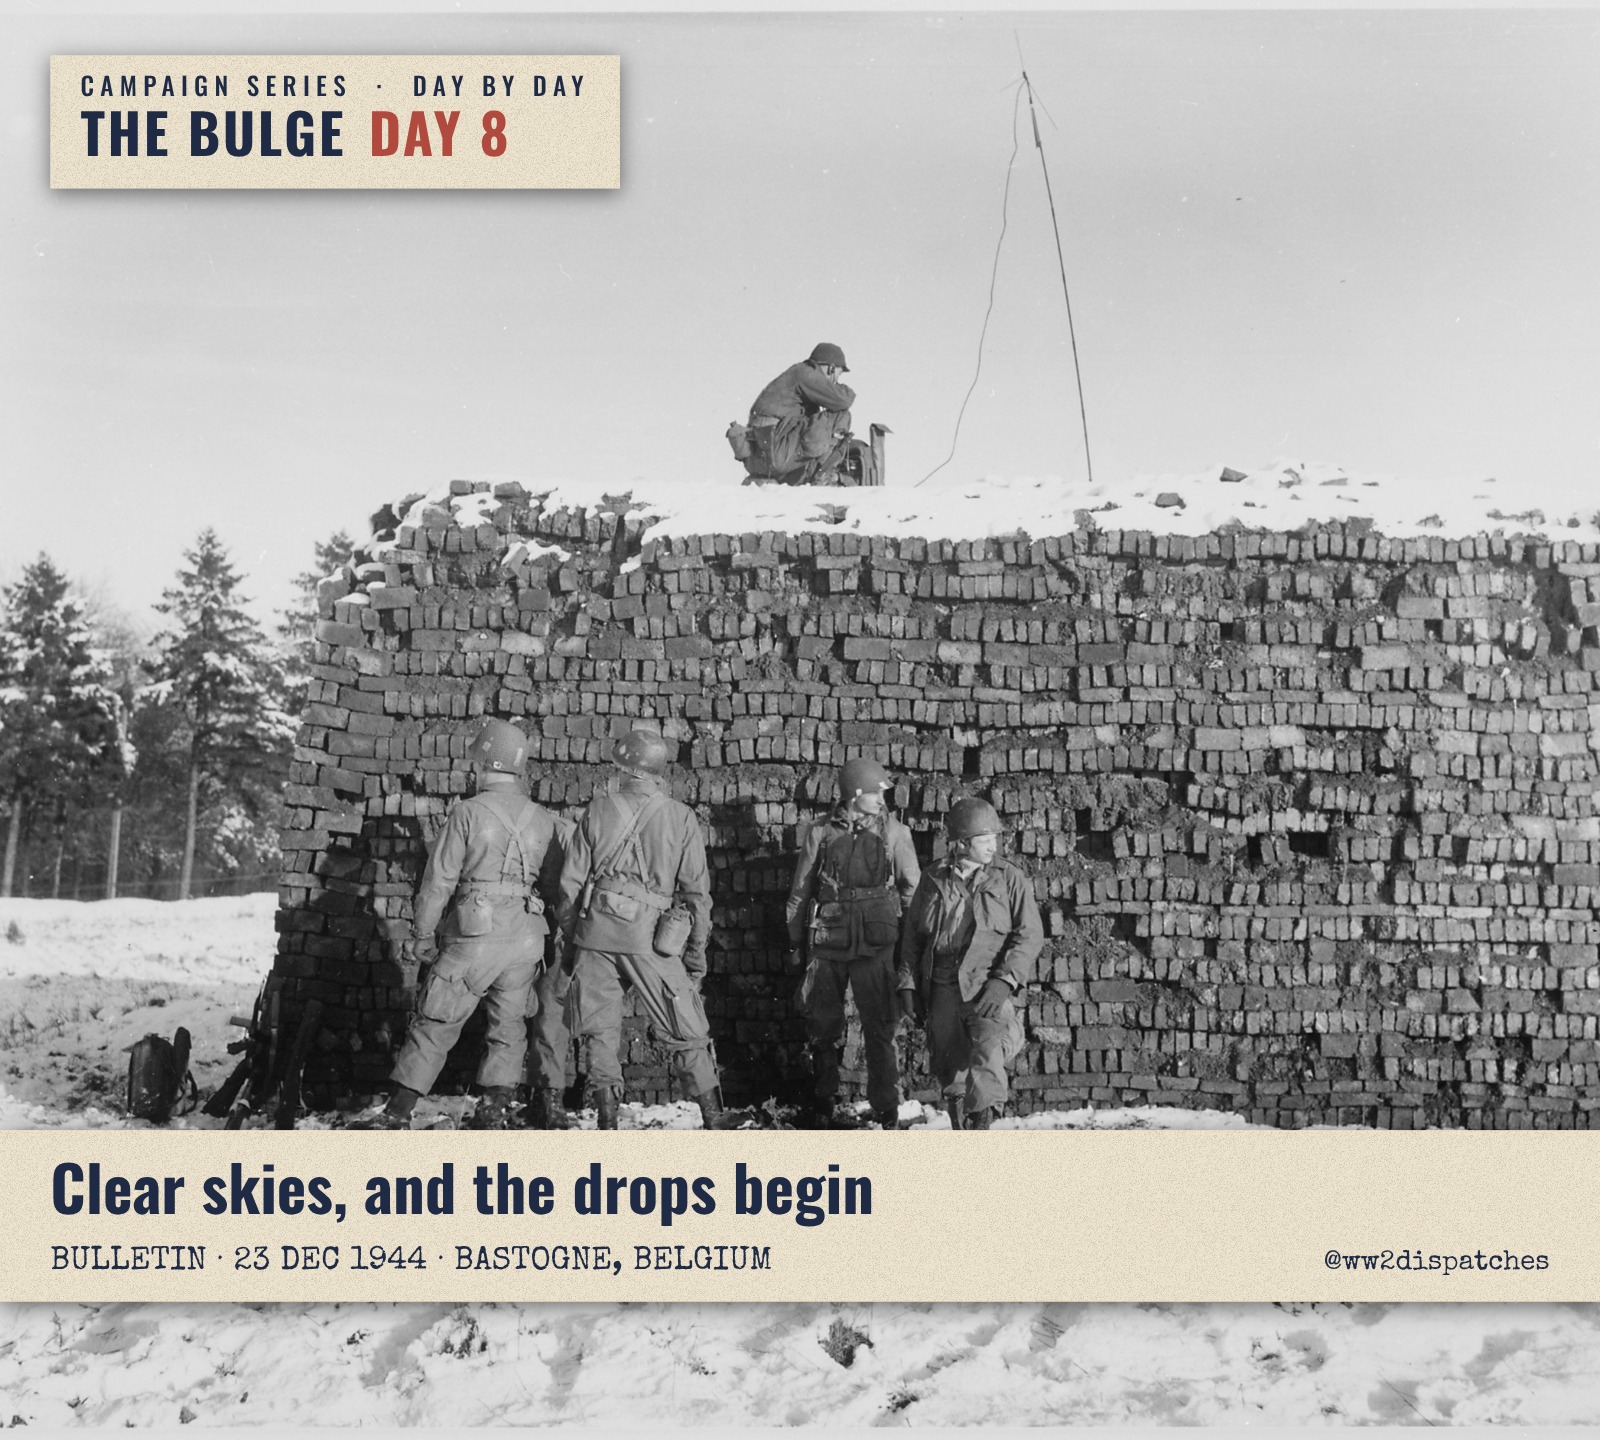 CAMPAIGN SERIES · DAY BY DAY
THE BULGE DAY 8
Clear skies, and the drops begin
BULLETIN · 23 DEC 1944 · BASTOGNE, BELGIUM
@ww2dispatches